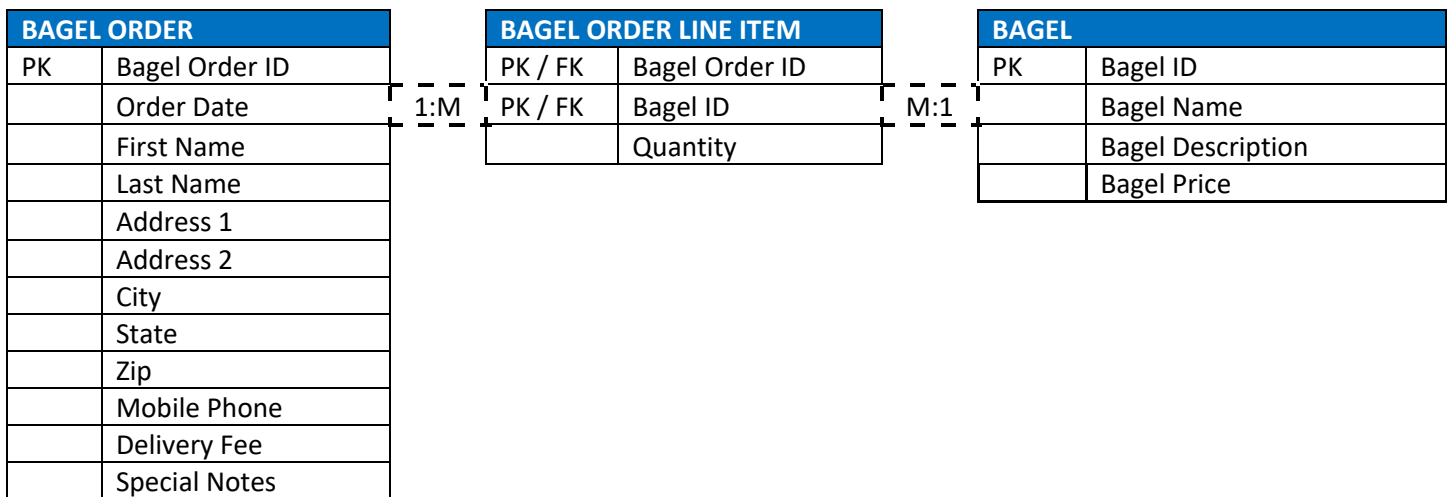 BAGEL ORDER
PK Bagel Order ID
Order Date
First Name
Last Name
Address 1
Address 2
City
State
Zip
Mobile Phone
Delivery Fee
Special Notes
1:M
BAGEL ORDER LINE ITEM
PK / FK Bagel Order ID
PK / FK Bagel ID
Quantity
M:1
BAGEL
PK Bagel ID
Bagel Name
Bagel Description
Bagel Price